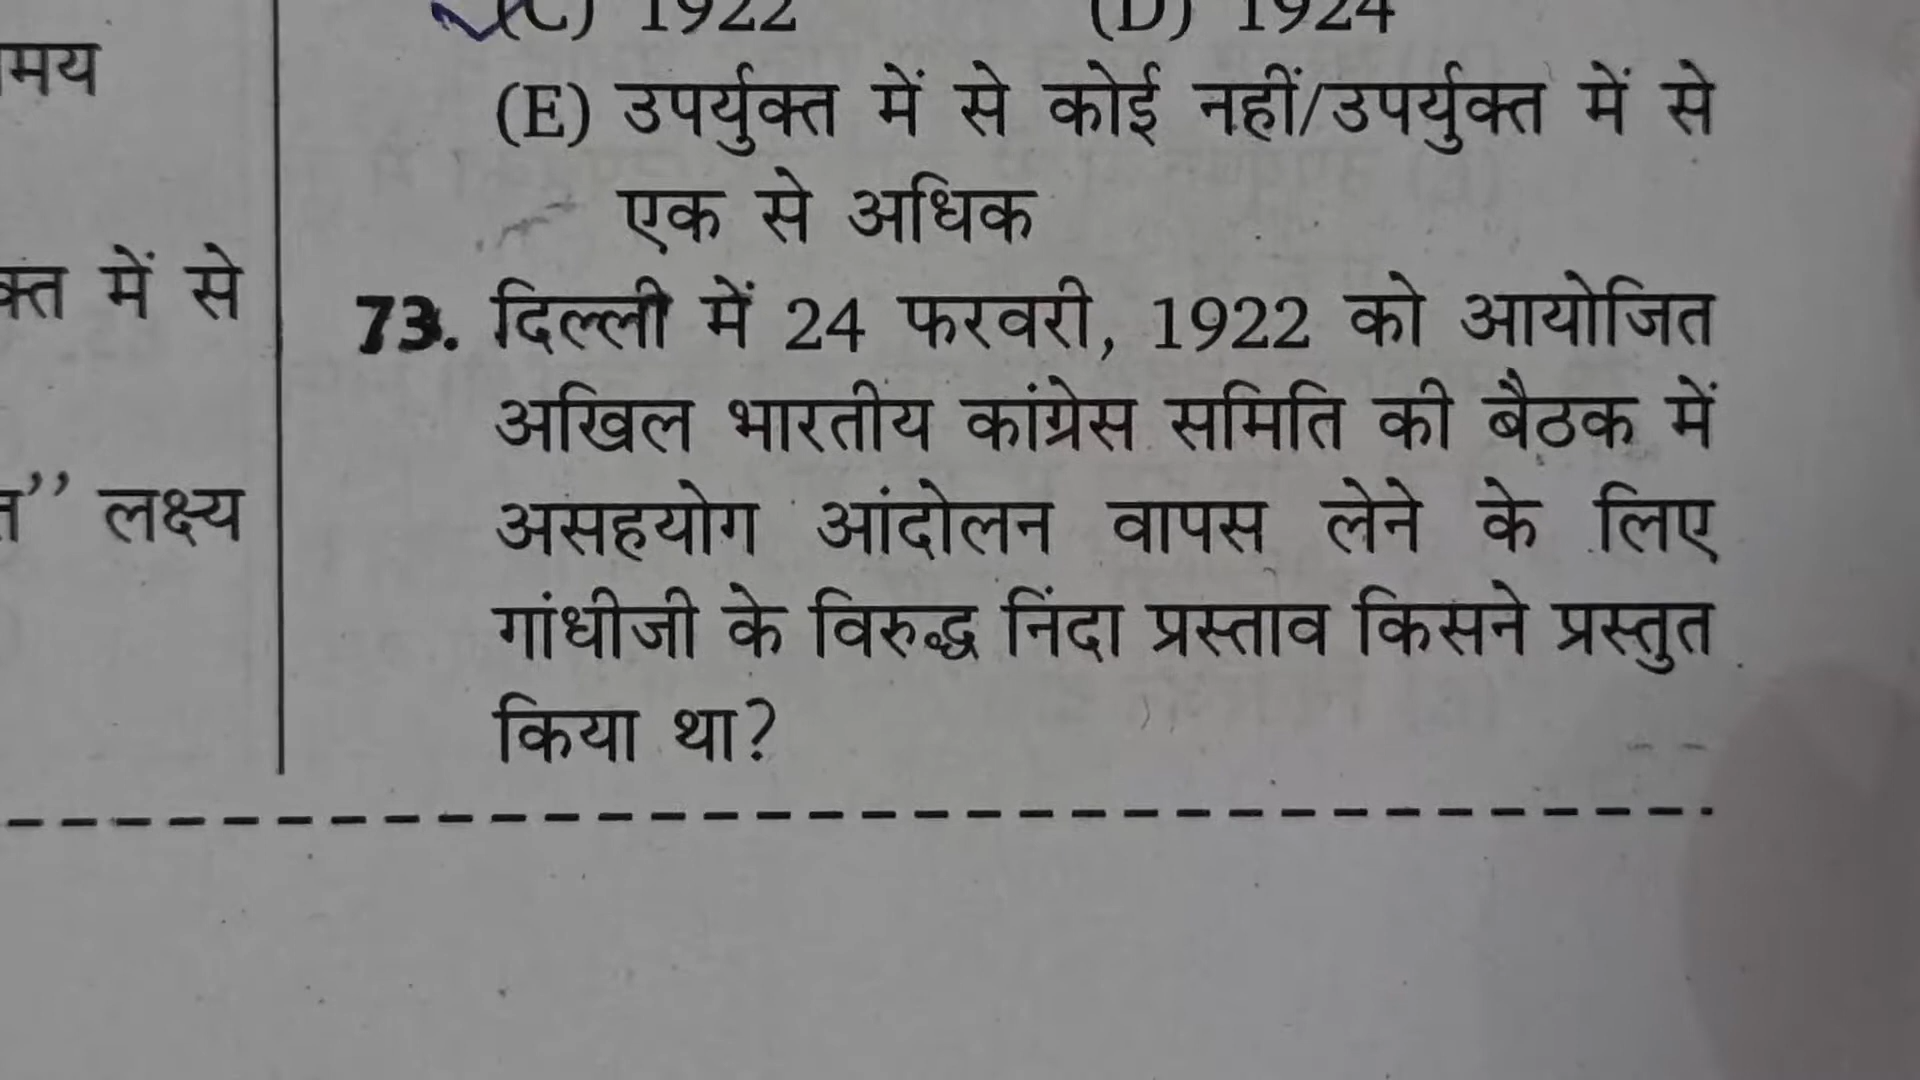 मय
क्त में से
त” लक्ष्य
(C) 1922 (D) 1924
(E) उपर्युक्त में से कोई नहीं/उपर्युक्त में से
एक से अधिक
73. दिल्ली में 24 फरवरी, 1922 को आयोजित
अखिल भारतीय कांग्रेस समिति की बैठक में
असहयोग आंदोलन वापस लेने के लिए
गांधीजी के विरुद्ध निंदा प्रस्ताव किसने प्रस्तुत
किया था?